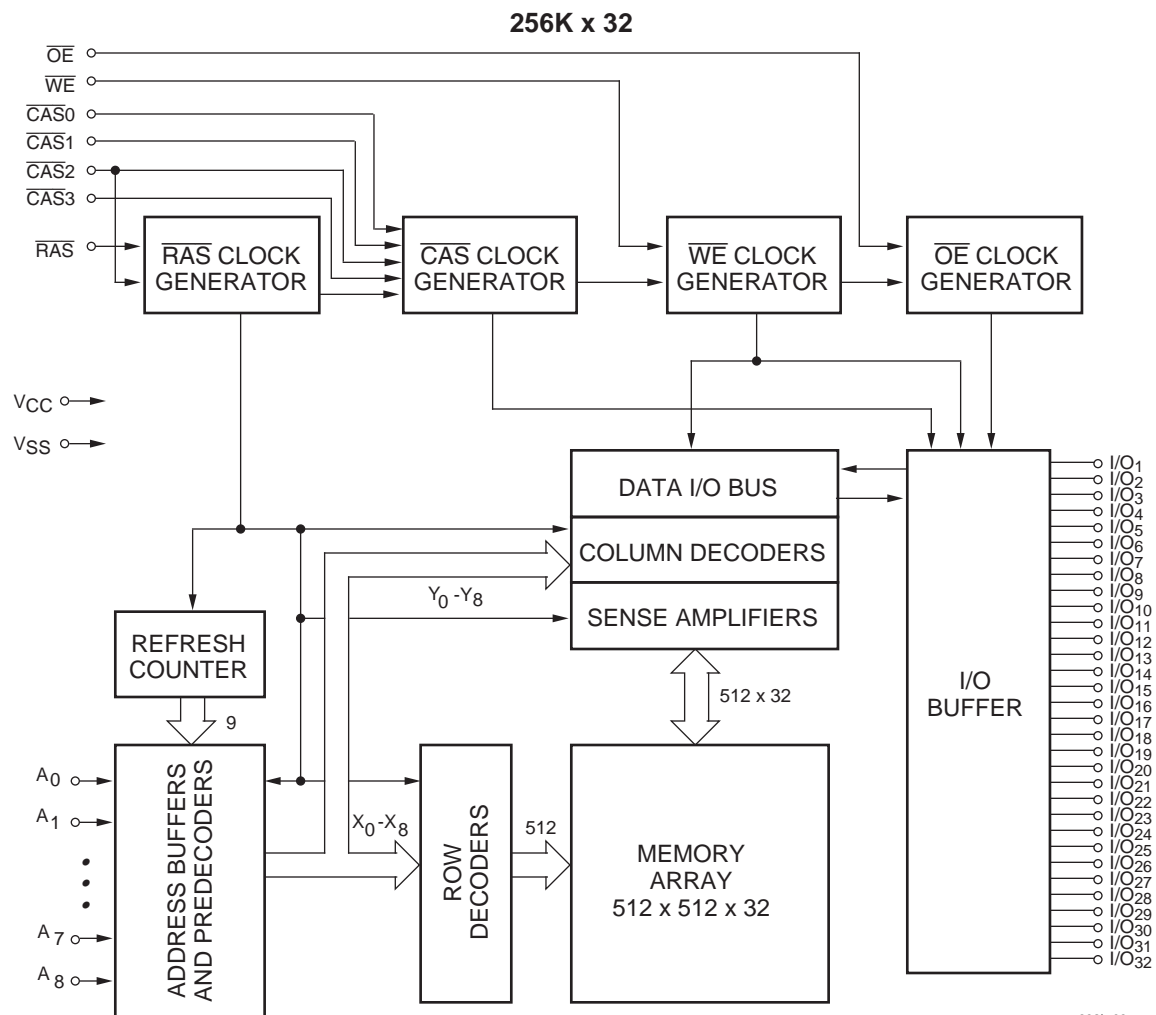 256K x 32
OE
WE
CAS0
CAS1
CAS2
CAS3
RAS
RAS CLOCK
GENERATOR
CAS CLOCK
GENERATOR
WE CLOCK
GENERATOR
OE CLOCK
GENERATOR
VCC
VSS
DATA I/O BUS
COLUMN DECODERS
SENSE AMPLIFIERS
Y0 -Y8
REFRESH
COUNTER
9
512 x 32
I/O
BUFFER
A0
A1
A7
A8
ADDRESS BUFFERS
AND PREDECODERS
X0-X8
ROW
DECODERS
512
MEMORY
ARRAY
512 x 512 x 32
I/O1
I/O2
I/O3
I/O4
I/O5
I/O6
I/O7
I/O8
I/O9
I/O10
I/O11
I/O12
I/O13
I/O14
I/O15
I/O16
I/O17
I/O18
I/O19
I/O20
I/O21
I/O22
I/O23
I/O24
I/O25
I/O26
I/O27
I/O28
I/O29
I/O30
I/O31
I/O32